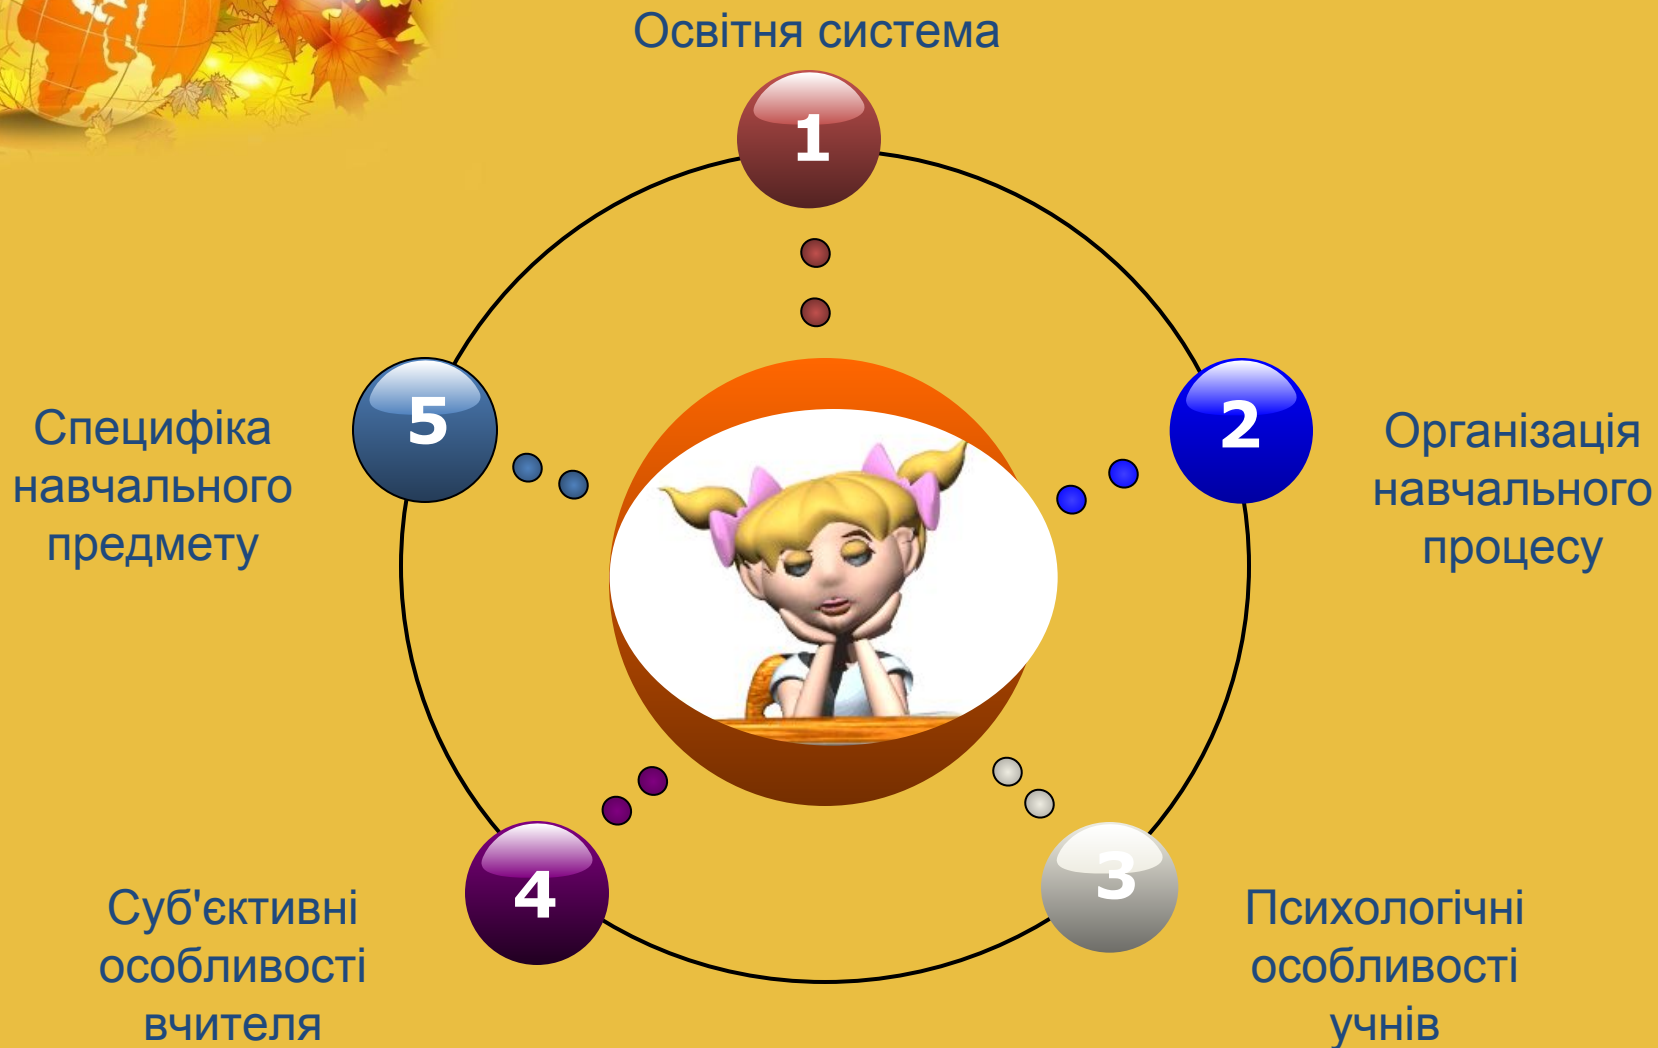 Освітня система
1
2
Організація
навчального
процесу
3
Психологічні
особливості
учнів
4
Суб'єктивні
особливості
вчителя
5
Специфіка
навчального
предмету